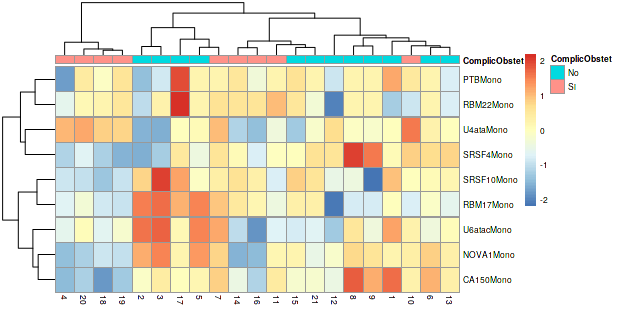 ComplicObstet
ComplicObstet
No
SI
2
1
0
-1
-2
PTBMono
RBM22Mono
U4ataMono
SRSF4Mono
SRSF10Mono
RBM17Mono
U6atacMono
NOVA1Mono
CA150Mono
4 20 18 19 2 3 17 5 7 14 16 11 15 21 12 8 9 1 10 6 13